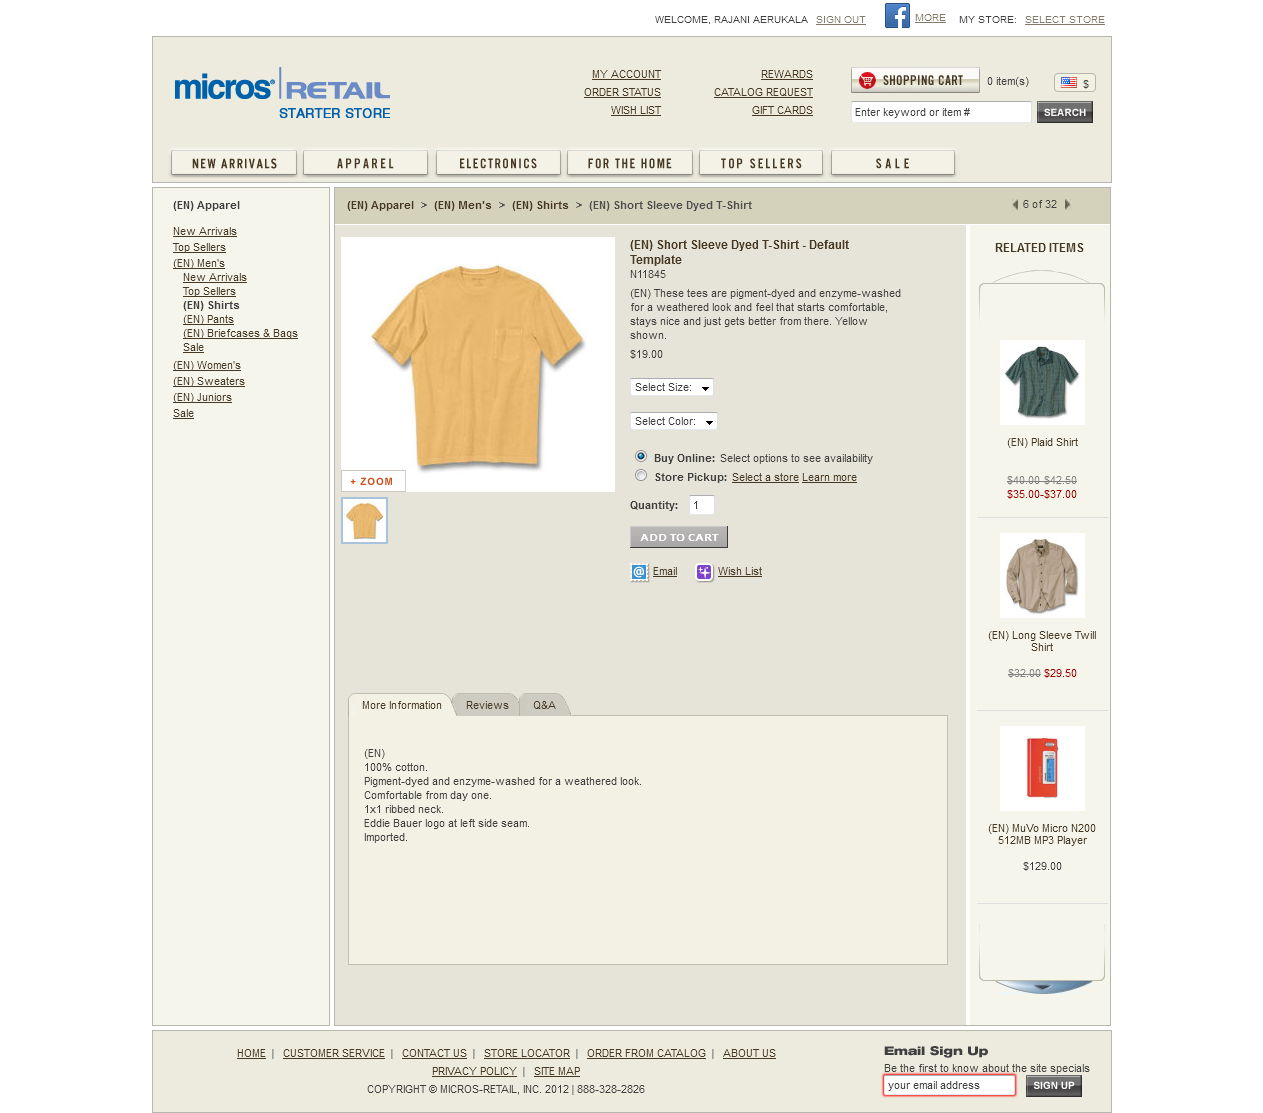 WELCOME, RAJANI AERUKALA SIGN OUT MORE MY STORE: SELECT STORE
micros RETAIL
STARTER STORE
MY ACCOUNT
ORDER STATUS
WISH LIST
REWARDS
CATALOG REQUEST
GIFT CARDS
SHOPPING CART 0 item(s) $
Enter keyword or item # SEARCH
NEW ARRIVALS APPAREL ELECTRONICS FOR THE HOME TOP SELLERS SALE
(EN) Apparel
New Arrivals
Top Sellers
(EN) Men's
New Arrivals
Top Sellers
(EN) Shirts
(EN) Pants
(EN) Briefcases & Bags
Sale
(EN) Women's
(EN) Sweaters
(EN) Juniors
Sale
(EN) Apparel > (EN) Men's > (EN) Shirts > (EN) Short Sleeve Dyed T-Shirt 6 of 32
+ ZOOM
(EN) Short Sleeve Dyed T-Shirt - Default
Template
N11845
(EN) These tees are pigment-dyed and enzyme-washed
for a weathered look and feel that starts comfortable,
stays nice and just gets better from there. Yellow
shown.
$19.00
Select Size:
Select Color:
Buy Online: Select options to see availability
Store Pickup: Select a store Learn more
Quantity: 1
ADD TO CART
@ Email Wish List
More Information Reviews Q&A
(EN)
100% cotton.
Pigment-dyed and enzyme-washed for a weathered look.
Comfortable from day one.
1x1 ribbed neck.
Eddie Bauer logo at left side seam.
Imported.
RELATED ITEMS
(EN) Plaid Shirt
$40.00-$42.50
$35.00-$37.00
(EN) Long Sleeve Twill
Shirt
$32.00 $29.50
(EN) MuVo Micro N200
512MB MP3 Player
$129.00
HOME | CUSTOMER SERVICE | CONTACT US | STORE LOCATOR | ORDER FROM CATALOG | ABOUT US
PRIVACY POLICY | SITE MAP
COPYRIGHT © MICROS-RETAIL, INC. 2012 | 888-328-2826
Email Sign Up
Be the first to know about the site specials
your email address SIGN UP